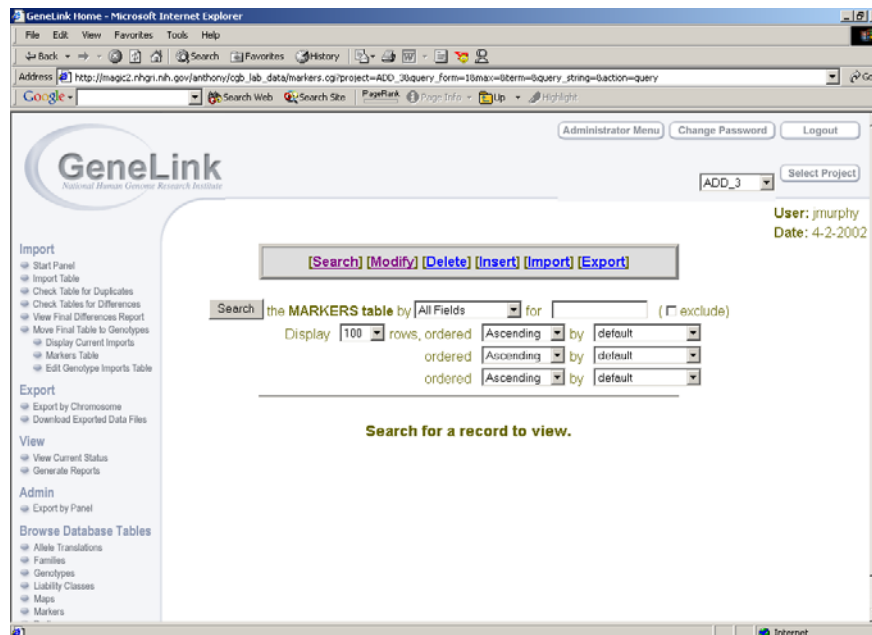 GeneLink Home - Microsoft Internet Explorer
File Edit View Favorites Tools Help
Back Search Favorites History
Address http://magic2.nhgri.nih.gov/anthony/cgb_lab_data/markers.cgi?project=ADD_3&query_form=1&max=&term=&query_string=&action=query
Google Search Web Search Site PageRank Page Info Up Highlight
Administrator Menu Change Password Logout
GeneLink
National Human Genome Research Institute
ADD_3 Select Project
User: jmurphy
Date: 4-2-2002
Import
Start Panel
Import Table
Check Table for Duplicates
Check Tables for Differences
View Final Differences Report
Move Final Table to Genotypes
Display Current Imports
Markers Table
Edit Genotype Imports Table
Export
Export by Chromosome
Download Exported Data Files
View
View Current Status
Generate Reports
Admin
Export by Panel
Browse Database Tables
Allele Translations
Families
Genotypes
Liability Classes
Maps
Markers
[Search] [Modify] [Delete] [Insert] [Import] [Export]
Search the MARKERS table by All Fields for ( exclude)
Display 100 rows, ordered Ascending by default
ordered Ascending by default
ordered Ascending by default
Search for a record to view.
Internet